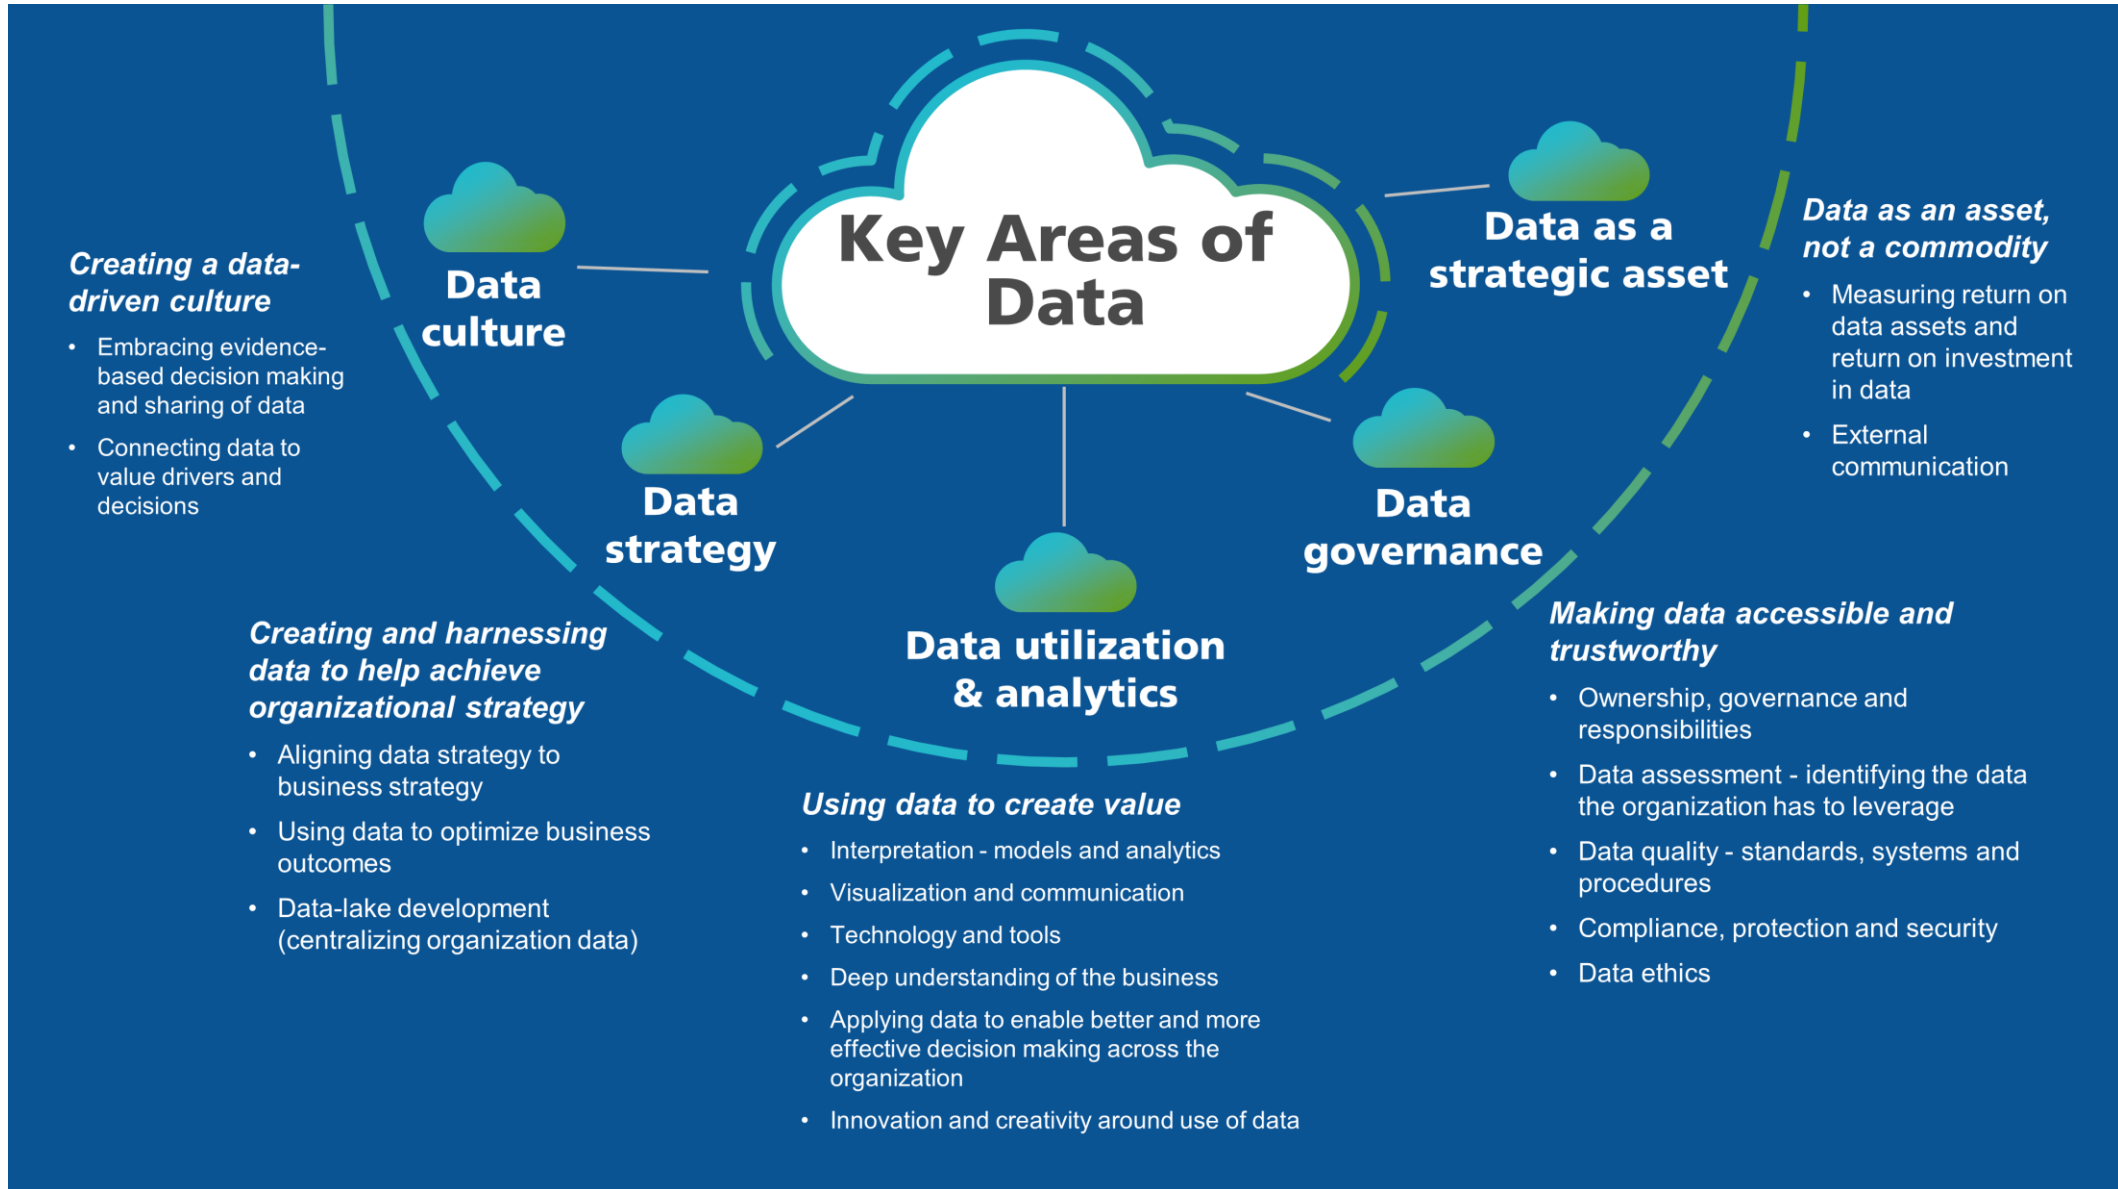 Key Areas of
Data
Data
culture
Creating a data-
driven culture
• Embracing evidence-
based decision making
and sharing of data
• Connecting data to
value drivers and
decisions
Data
strategy
Creating and harnessing
data to help achieve
organizational strategy
• Aligning data strategy to
business strategy
• Using data to optimize business
outcomes
• Data-lake development
(centralizing organization data)
Data utilization
& analytics
Using data to create value
• Interpretation - models and analytics
• Visualization and communication
• Technology and tools
• Deep understanding of the business
• Applying data to enable better and more
effective decision making across the
organization
• Innovation and creativity around use of data
Data
governance
Making data accessible and
trustworthy
• Ownership, governance and
responsibilities
• Data assessment - identifying the data
the organization has to leverage
• Data quality - standards, systems and
procedures
• Compliance, protection and security
• Data ethics
Data as a
strategic asset
Data as an asset,
not a commodity
• Measuring return on
data assets and
return on investment
in data
• External
communication